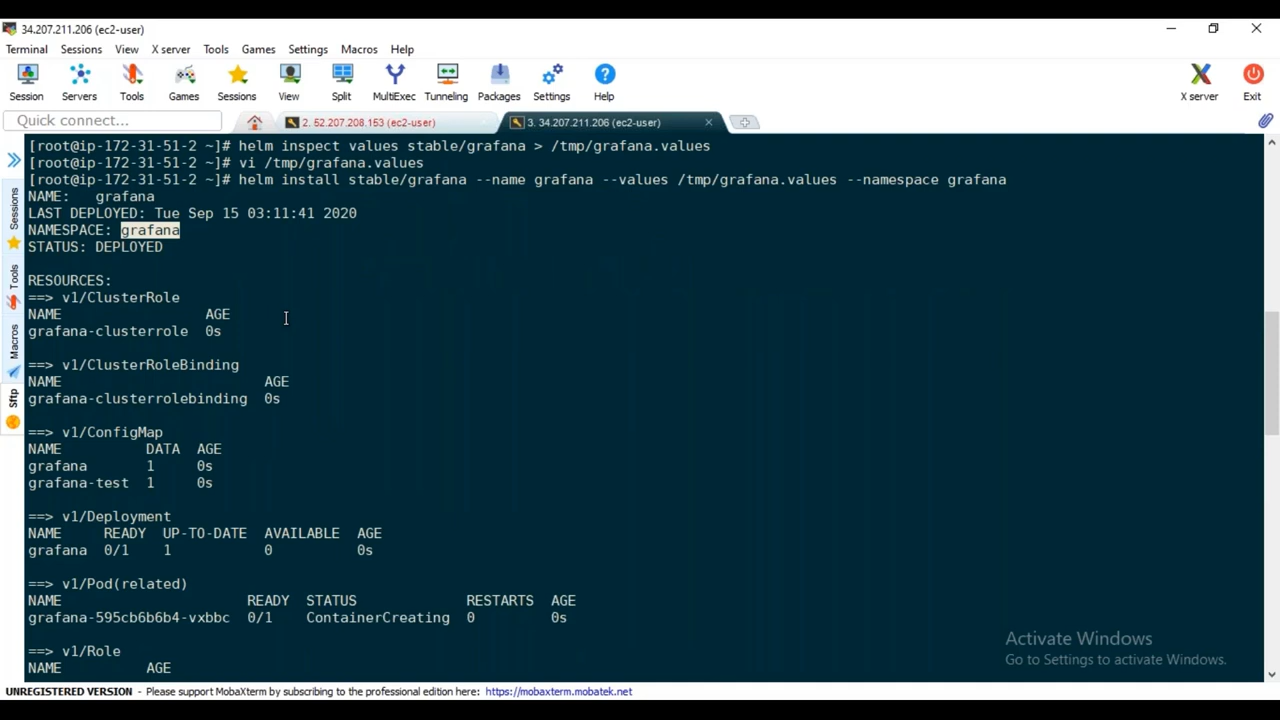 34.207.211.206 (ec2-user)
Terminal Sessions View X server Tools Games Settings Macros Help
Session Servers Tools Games Sessions View Split MultiExec Tunneling Packages Settings Help X server Exit
Quick connect... 2. 52.207.208.153 (ec2-user) 3. 34.207.211.206 (ec2-user)
[root@ip-172-31-51-2 ~]# helm inspect values stable/grafana > /tmp/grafana.values
[root@ip-172-31-51-2 ~]# vi /tmp/grafana.values
[root@ip-172-31-51-2 ~]# helm install stable/grafana --name grafana --values /tmp/grafana.values --namespace grafana
NAME: grafana
LAST DEPLOYED: Tue Sep 15 03:11:41 2020
NAMESPACE: grafana
STATUS: DEPLOYED
RESOURCES:
==> v1/ClusterRole
NAME AGE
grafana-clusterrole 0s
==> v1/ClusterRoleBinding
NAME AGE
grafana-clusterrolebinding 0s
==> v1/ConfigMap
NAME DATA AGE
grafana 1 0s
grafana-test 1 0s
==> v1/Deployment
NAME READY UP-TO-DATE AVAILABLE AGE
grafana 0/1 1 0 0s
==> v1/Pod(related)
NAME READY STATUS RESTARTS AGE
grafana-595cb6b6b4-vxbbc 0/1 ContainerCreating 0 0s
==> v1/Role
NAME AGE
Sessions
Tools
Macros
Sftp
Activate Windows
Go to Settings to activate Windows.
UNREGISTERED VERSION - Please support MobaXterm by subscribing to the professional edition here: https://mobaxterm.mobatek.net